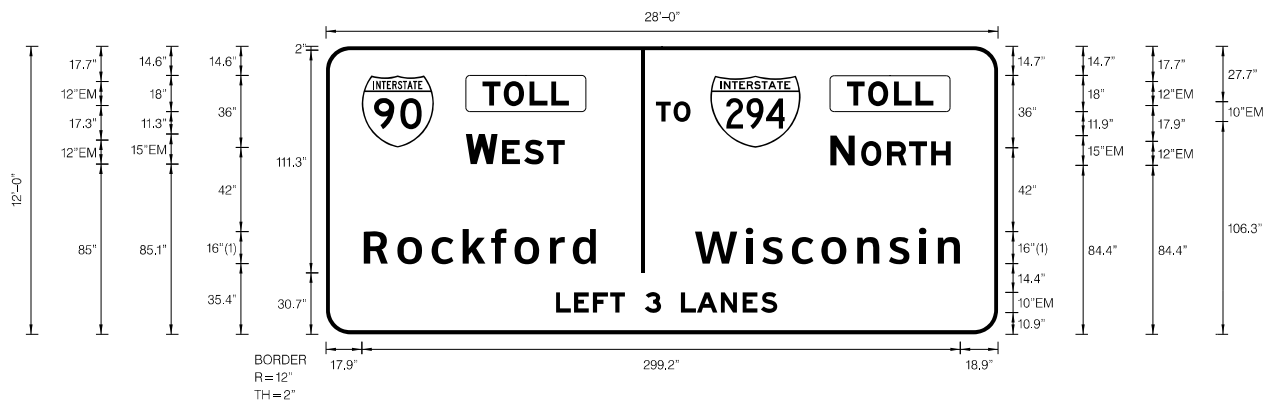 28'–0"
12'–0"
17.7"
12"EM
17.3"
12"EM
85"
14.6"
18"
11.3"
15"EM
85.1"
14.6"
36"
42"
16"(1)
35.4"
2"
111.3"
30.7"
INTERSTATE
90
TOLL
WEST
Rockford
TO
INTERSTATE
294
TOLL
NORTH
Wisconsin
LEFT 3 LANES
14.7"
36"
42"
16"(1)
14.4"
10"EM
10.9"
14.7"
18"
11.9"
15"EM
84.4"
17.7"
12"EM
17.9"
12"EM
84.4"
27.7"
10"EM
106.3"
17.9"
299.2"
18.9"
BORDER
R=12"
TH=2"